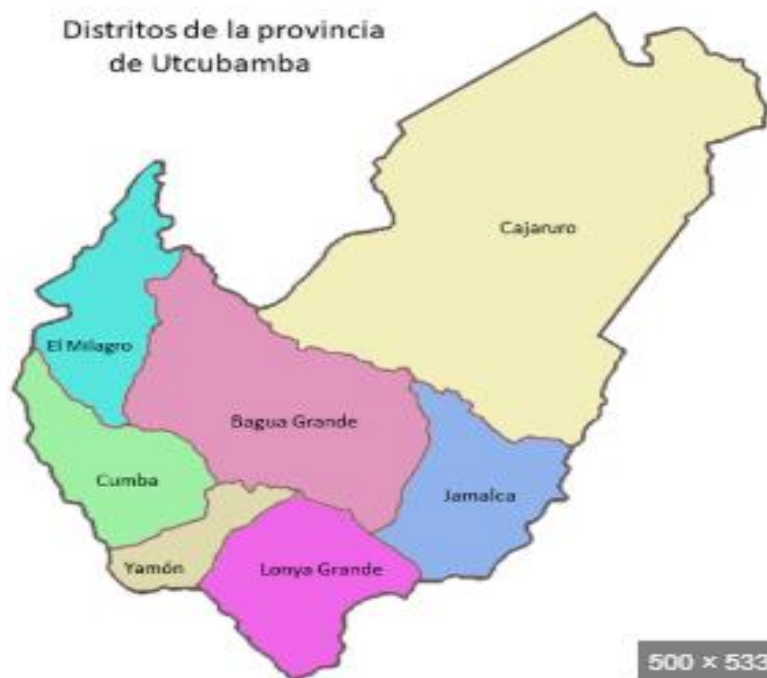 Distritos de la provincia
de Utcubamba
Cajaruro
El Milagro
Bagua Grande
Cumba
Jamalca
Yamón
Lonya Grande
500 × 533